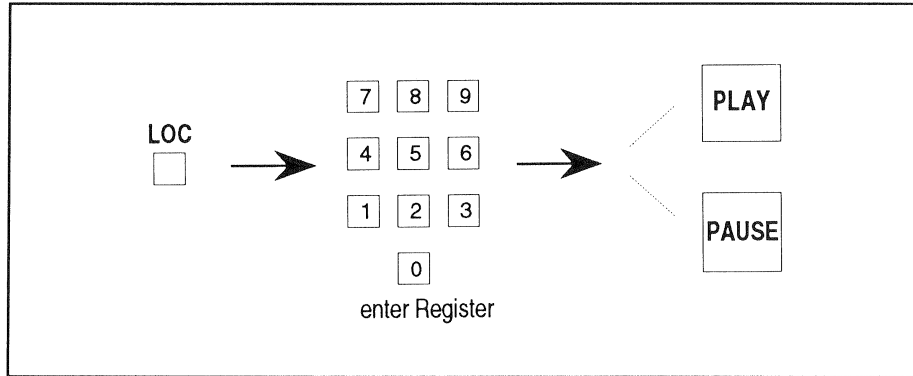 LOC
7 8 9
4 5 6
1 2 3
0
enter Register
PLAY
PAUSE